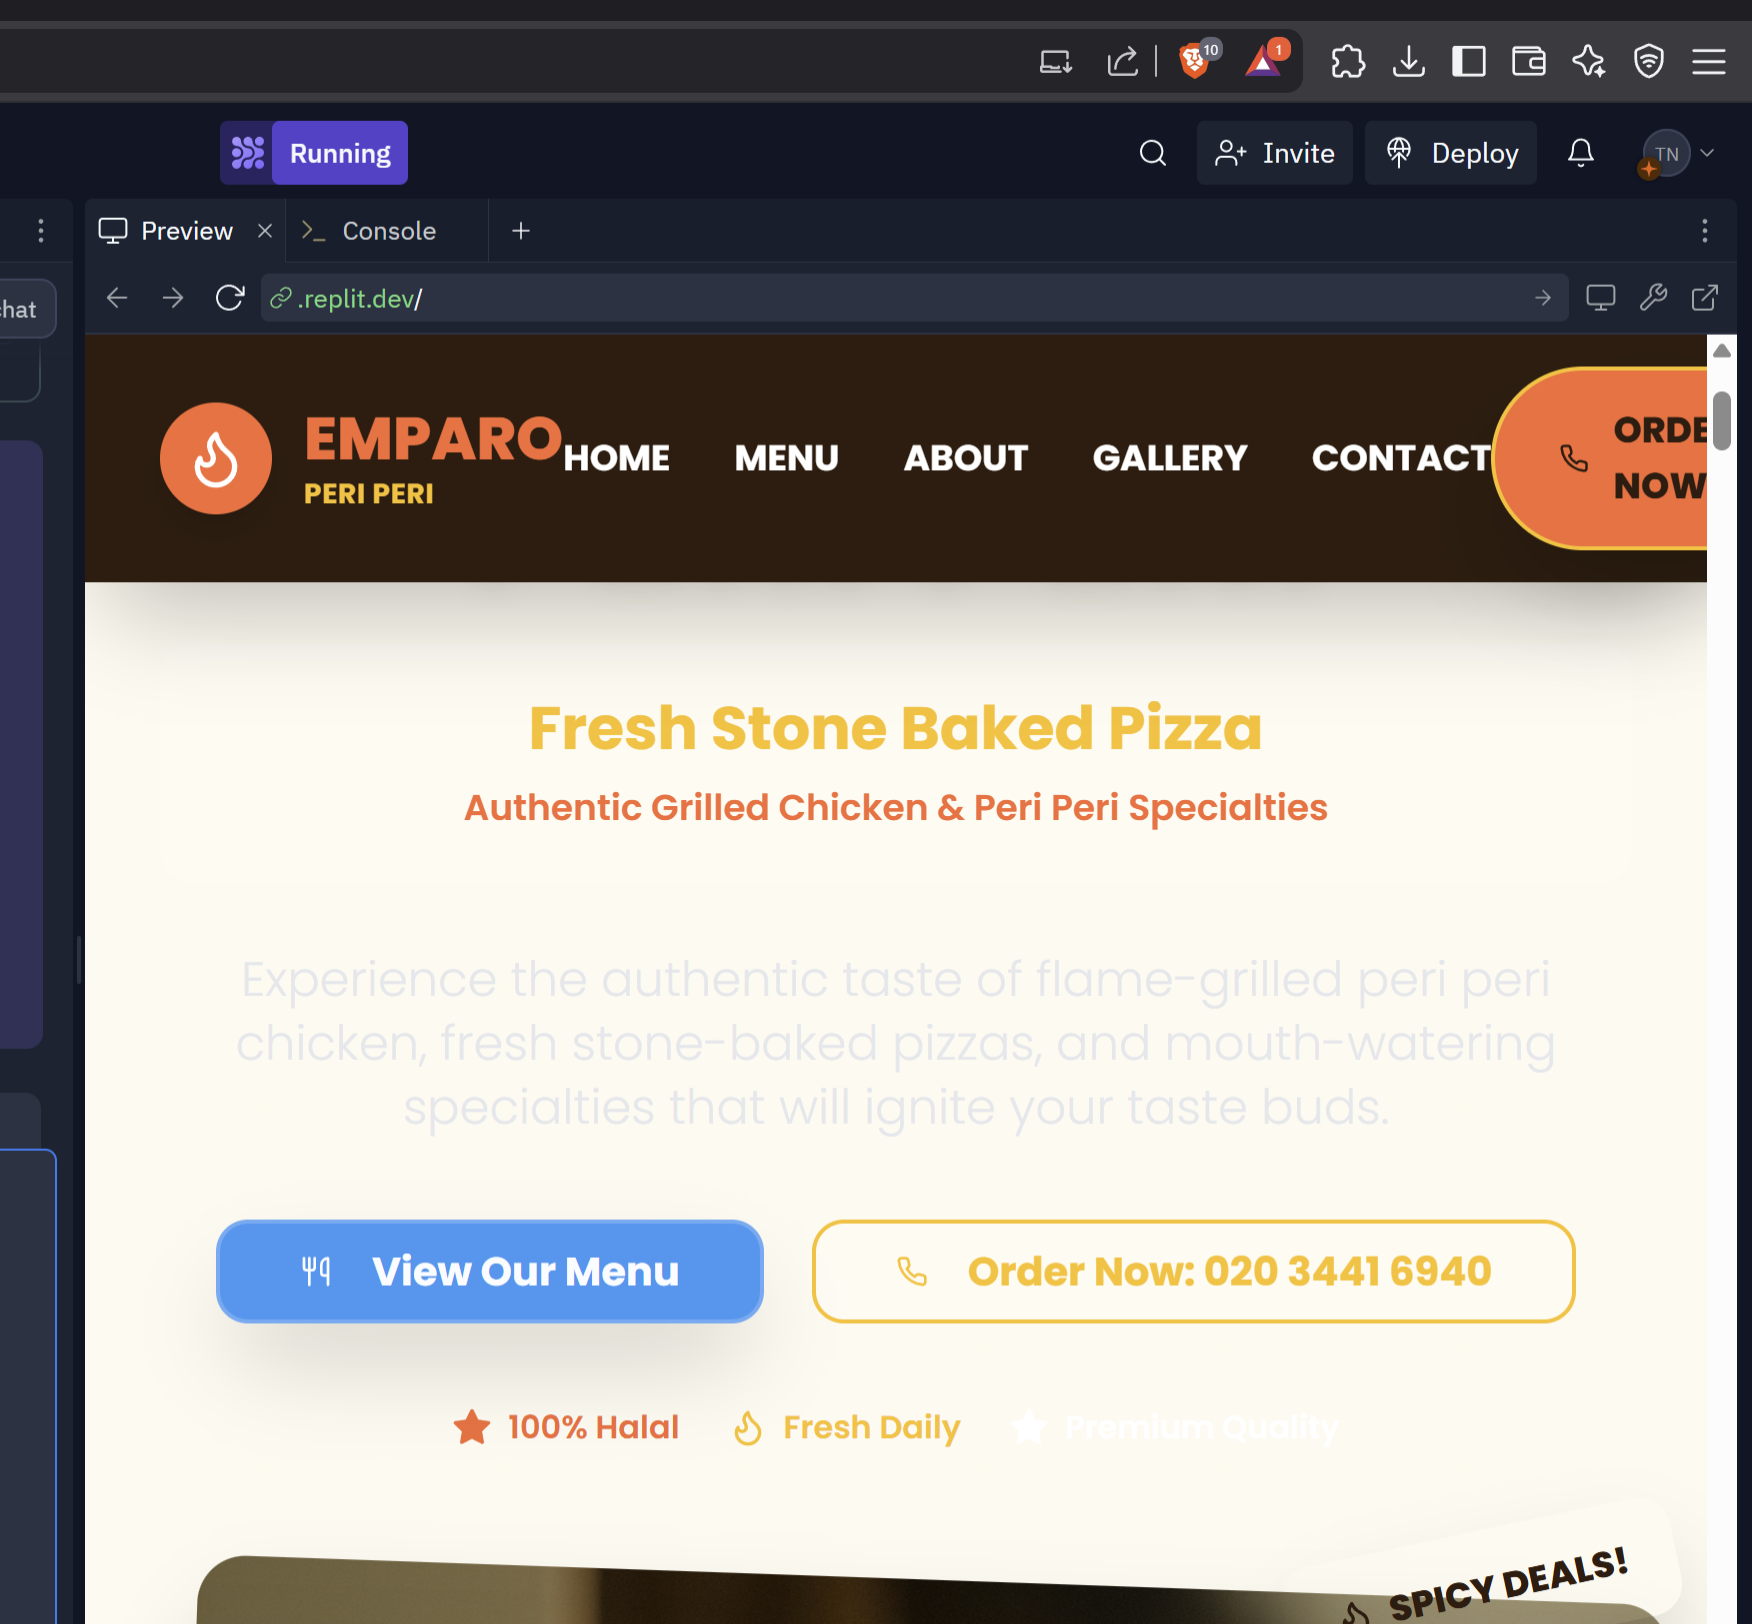 10
1
Running
Invite
Deploy
TN
Preview
Console
chat
.replit.dev/
EMPARO
PERI PERI
HOME
MENU
ABOUT
GALLERY
CONTACT
ORDE
NOW
Fresh Stone Baked Pizza
Authentic Grilled Chicken & Peri Peri Specialties
Experience the authentic taste of flame-grilled peri peri
chicken, fresh stone-baked pizzas, and mouth-watering
specialties that will ignite your taste buds.
View Our Menu
Order Now: 020 3441 6940
100% Halal
Fresh Daily
Premium Quality
SPICY DEALS!